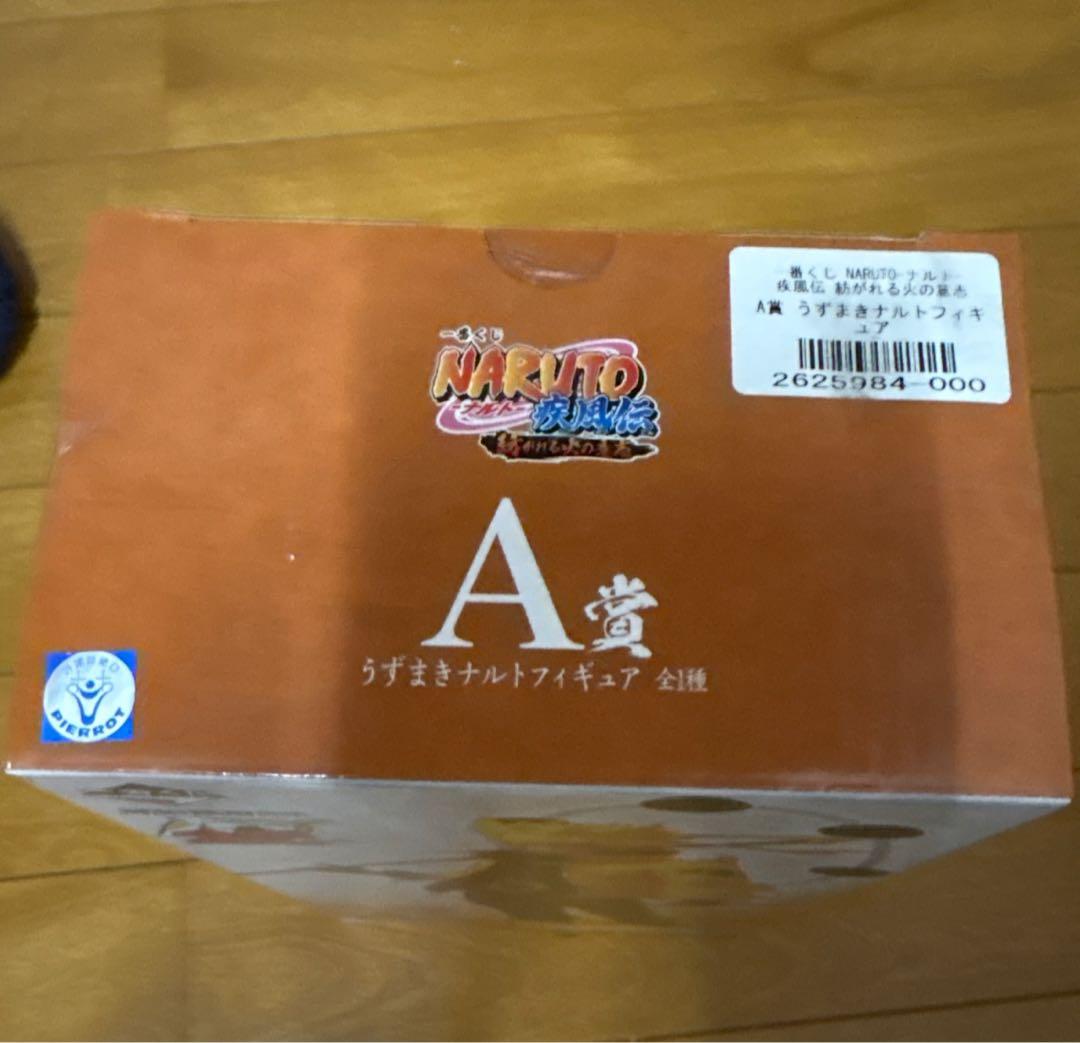 一番くじ NARUTO-ナルト-
疾風伝 紡がれる火の意志
A賞 うずまきナルトフィギ
ュア
2625984-000
一番くじ
NARUTO
-ナルト-
疾風伝
紡がれる火の意志
A賞
うずまきナルトフィギュア 全1種
PIERROT